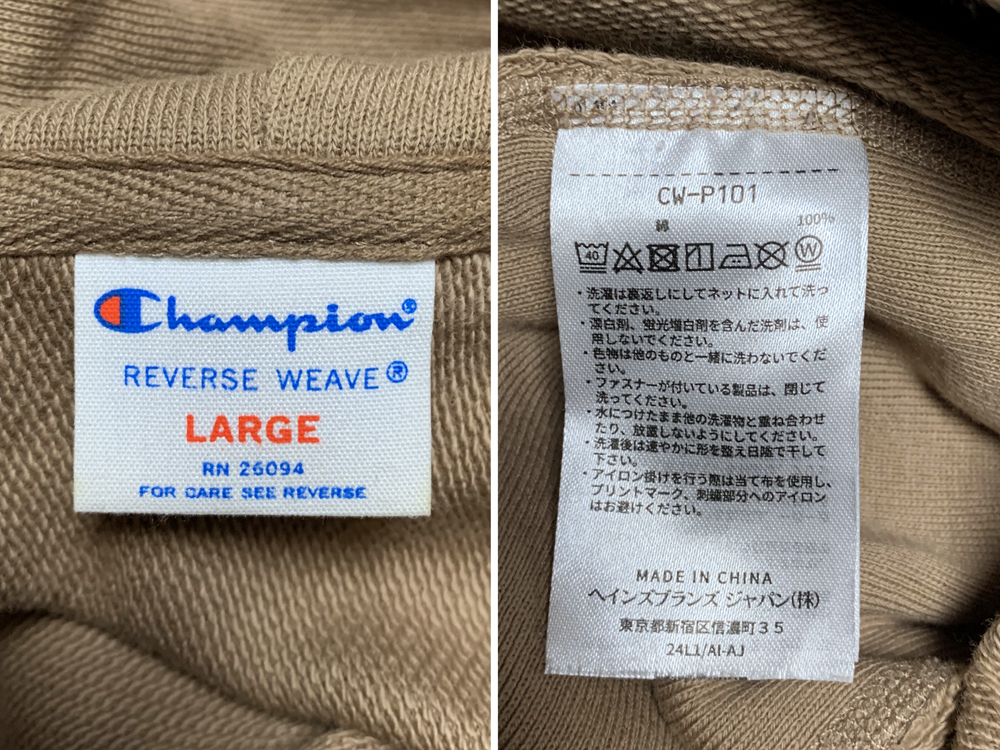 Champion®
REVERSE WEAVE®
LARGE
RN 26094
FOR CARE SEE REVERSE
CW-P101
綿 100%
40
W
・洗濯は裏返しにしてネットに入れて洗っ
てください。
・漂白剤、蛍光増白剤を含んだ洗剤は、使
用しないでください。
・色物は他のものと一緒に洗わないでくだ
さい。
・ファスナーが付いている製品は、閉じて
洗ってください。
・水につけたまま他の洗濯物と重ね合わせ
たり、放置しないようにしてください。
・洗濯後は速やかに形を整え日陰で干して
下さい。
・アイロン掛けを行う際は当て布を使用し、
プリントマーク、刺繍部分へのアイロン
はお避けください。
MADE IN CHINA
ヘインズブランズ ジャパン(株)
東京都新宿区信濃町35
24L1/AI-AJ